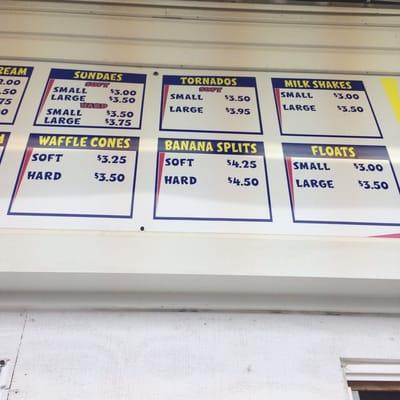 REAM
2.00
SUNDAES
SOFT
SMALL $3.00
LARGE $3.50
HARD
SMALL $3.50
LARGE $3.75
TORNADOS
SOFT
SMALL $3.50
LARGE $3.95
MILK SHAKES
SMALL $3.00
LARGE $3.50
WAFFLE CONES
SOFT $3.25
HARD $3.50
BANANA SPLITS
SOFT $4.25
HARD $4.50
FLOATS
SMALL $3.00
LARGE $3.50